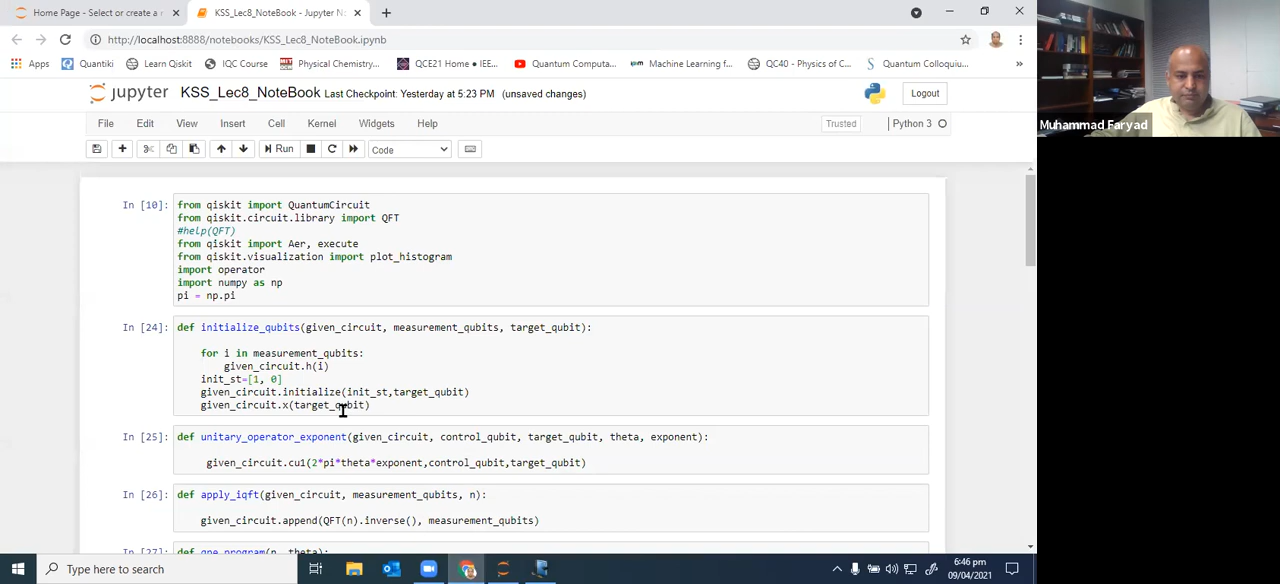 Home Page - Select or create a n
KSS_Lec8_NoteBook - Jupyter N
http://localhost:8888/notebooks/KSS_Lec8_NoteBook.ipynb
Apps Quantiki Learn Qiskit IQC Course Physical Chemistry... QCE21 Home ● IEE... Quantum Computa... Machine Learning f... QC40 - Physics of C... Quantum Colloquiu... »
Muhammad Faryad
jupyter KSS_Lec8_NoteBook Last Checkpoint: Yesterday at 5:23 PM (unsaved changes) Logout
File Edit View Insert Cell Kernel Widgets Help Trusted Python 3
Run Code
In [10]: from qiskit import QuantumCircuit
from qiskit.circuit.library import QFT
#help(QFT)
from qiskit import Aer, execute
from qiskit.visualization import plot_histogram
import operator
import numpy as np
pi = np.pi
In [24]: def initialize_qubits(given_circuit, measurement_qubits, target_qubit):
for i in measurement_qubits:
given_circuit.h(i)
init_st=[1, 0]
given_circuit.initialize(init_st,target_qubit)
given_circuit.x(target_qubit)
In [25]: def unitary_operator_exponent(given_circuit, control_qubit, target_qubit, theta, exponent):
given_circuit.cu1(2*pi*theta*exponent,control_qubit,target_qubit)
In [26]: def apply_iqft(given_circuit, measurement_qubits, n):
given_circuit.append(QFT(n).inverse(), measurement_qubits)
In [27]: def qpe_program(n, theta):
Type here to search
6:46 pm
09/04/2021